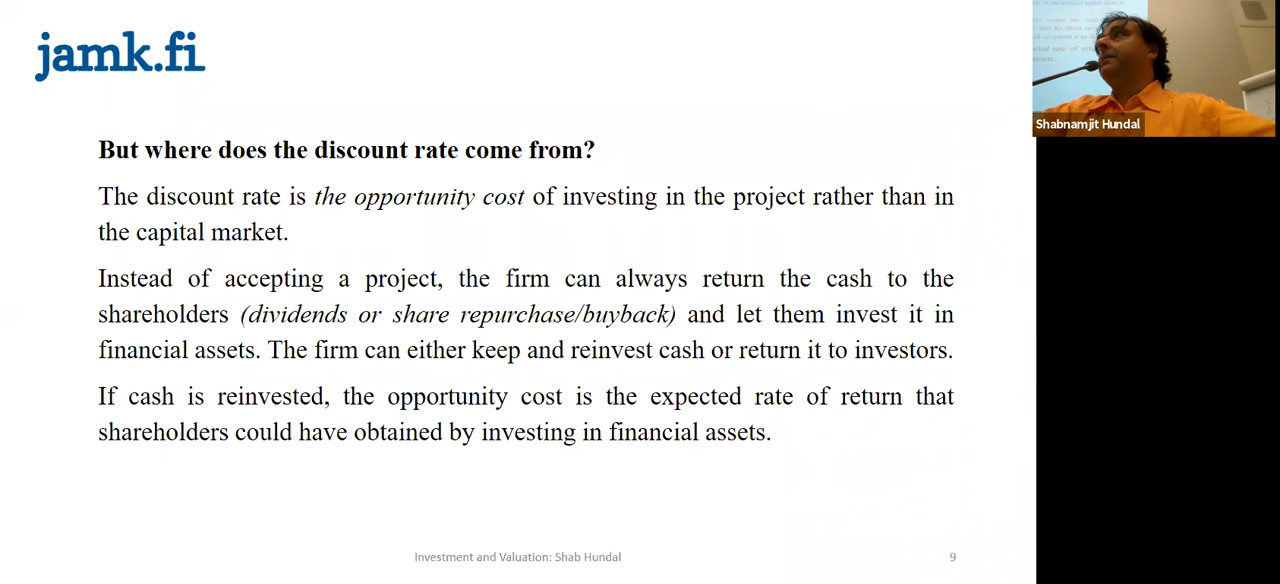 jamk.fi
But where does the discount rate come from?
The discount rate is the opportunity cost of investing in the project rather than in
the capital market.
Instead of accepting a project, the firm can always return the cash to the
shareholders (dividends or share repurchase/buyback) and let them invest it in
financial assets. The firm can either keep and reinvest cash or return it to investors.
If cash is reinvested, the opportunity cost is the expected rate of return that
shareholders could have obtained by investing in financial assets.
Investment and Valuation: Shab Hundal
9
Shabnamjit Hundal